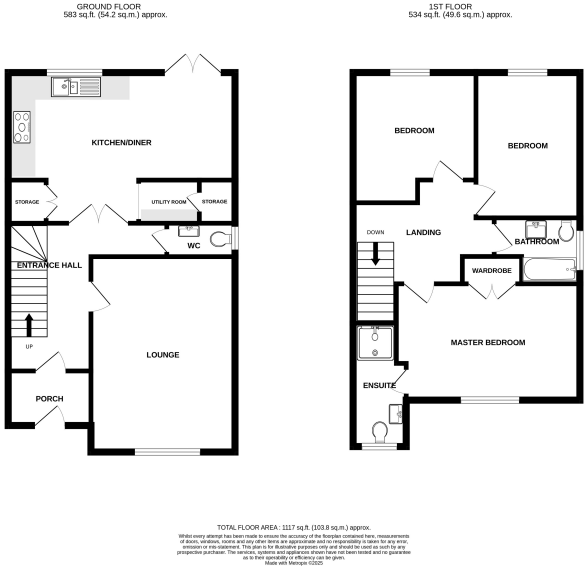 GROUND FLOOR
583 sq.ft. (54.2 sq.m.) approx.
1ST FLOOR
534 sq.ft. (49.6 sq.m.) approx.
KITCHEN/DINER
STORAGE
UTILITY ROOM
STORAGE
WC
ENTRANCE HALL
UP
LOUNGE
PORCH
BEDROOM
BEDROOM
DOWN
LANDING
BATHROOM
WARDROBE
MASTER BEDROOM
ENSUITE
TOTAL FLOOR AREA : 1117 sq.ft. (103.8 sq.m.) approx.
Whilst every attempt has been made to ensure the accuracy of the floorplan contained here, measurements
of doors, windows, rooms and any other items are approximate and no responsibility is taken for any error,
omission or mis-statement. This plan is for illustrative purposes only and should be used as such by any
prospective purchaser. The services, systems and appliances shown have not been tested and no guarantee
as to their operability or efficiency can be given.
Made with Metropix ©2025